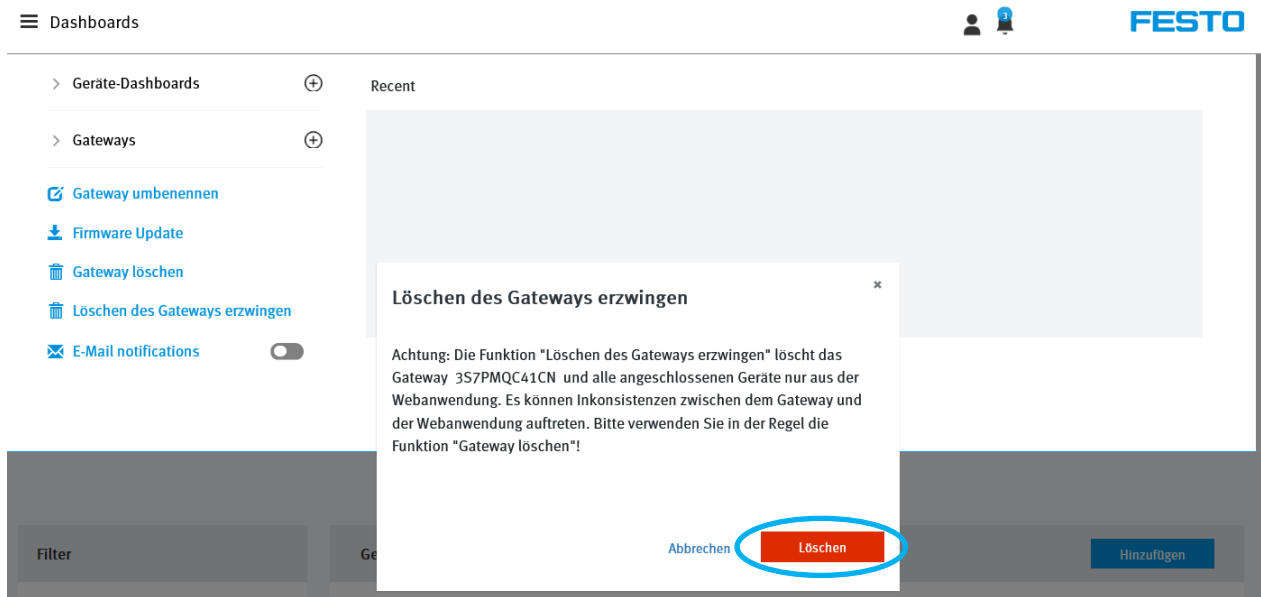 Dashboards
3
FESTO
Geräte-Dashboards
Recent
Gateways
Gateway umbenennen
Firmware Update
Gateway löschen
Löschen des Gateways erzwingen
E-Mail notifications
Löschen des Gateways erzwingen
Achtung: Die Funktion "Löschen des Gateways erzwingen" löscht das
Gateway 3S7PMQC41CN und alle angeschlossenen Geräte nur aus der
Webanwendung. Es können Inkonsistenzen zwischen dem Gateway und
der Webanwendung auftreten. Bitte verwenden Sie in der Regel die
Funktion "Gateway löschen"!
Abbrechen
Löschen
Filter
Ge
Hinzufügen